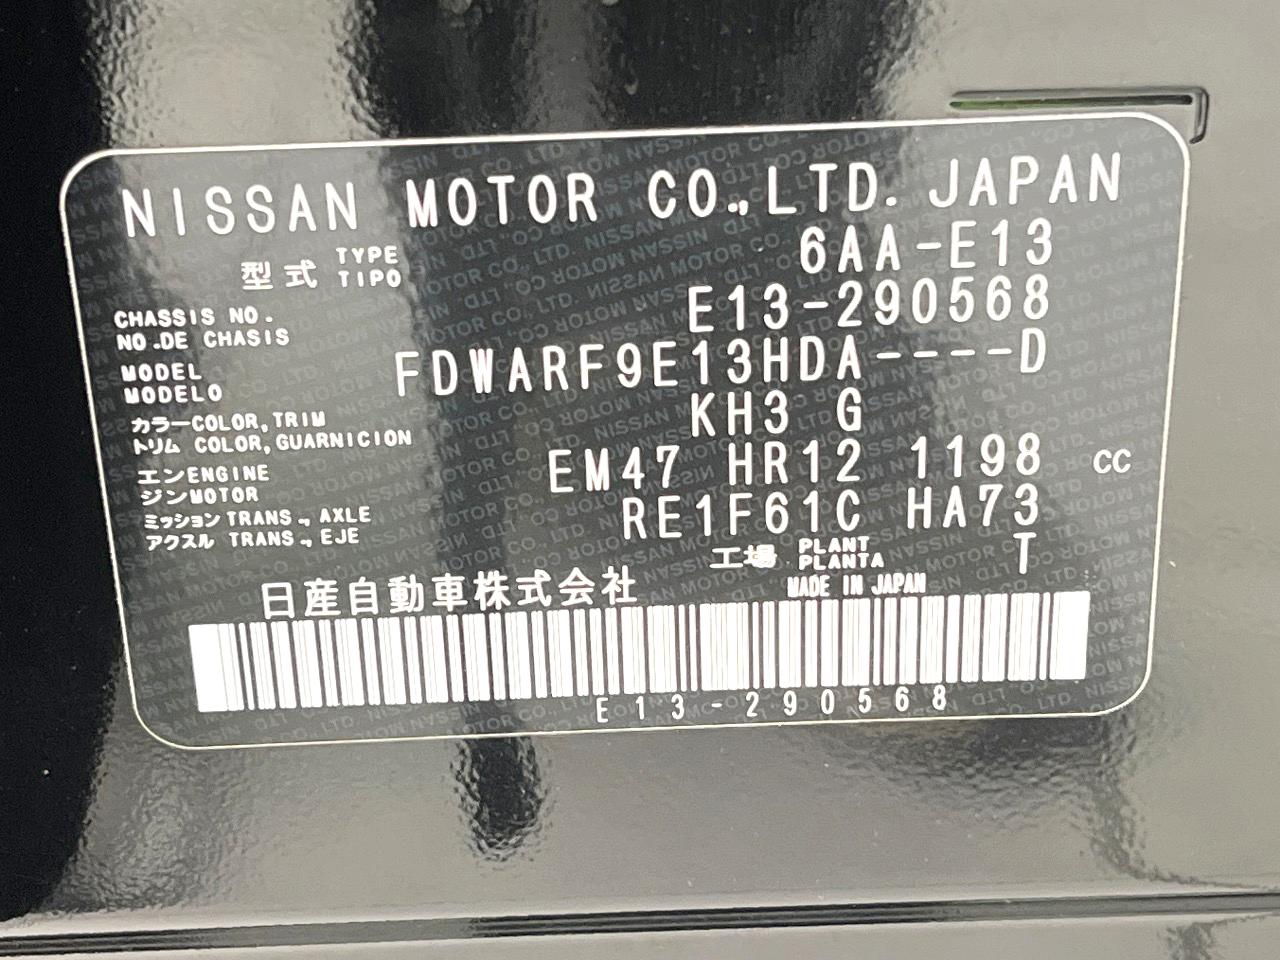 NISSAN MOTOR CO.,LTD. JAPAN
型式 TYPE TIPO 6AA-E13
CHASSIS NO. NO.DE CHASIS E13-290568
MODEL MODELO FDWARF9E13HDA----D
カラー COLOR,TRIM トリム COLOR,GUARNICION KH3 G
エン ENGINE ジン MOTOR EM47 HR12 1198 cc
ミッション TRANS., AXLE アクスル TRANS., EJE RE1F61C HA73
工場 PLANT PLANTA T
日産自動車株式会社 MADE IN JAPAN
E13-290568